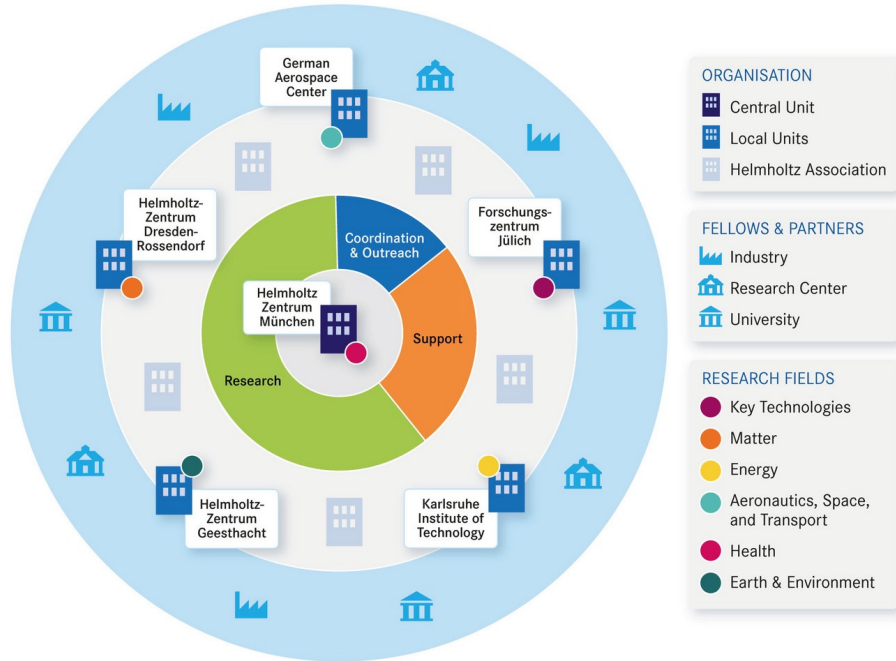 German
Aerospace
Center
Helmholtz-
Zentrum
Dresden-
Rossendorf
Forschungs-
zentrum
Jülich
Coordination
& Outreach
Helmholtz
Zentrum
München
Support
Research
Helmholtz-
Zentrum
Geesthacht
Karlsruhe
Institute of
Technology
ORGANISATION
Central Unit
Local Units
Helmholtz Association
FELLOWS & PARTNERS
Industry
Research Center
University
RESEARCH FIELDS
Key Technologies
Matter
Energy
Aeronautics, Space,
and Transport
Health
Earth & Environment